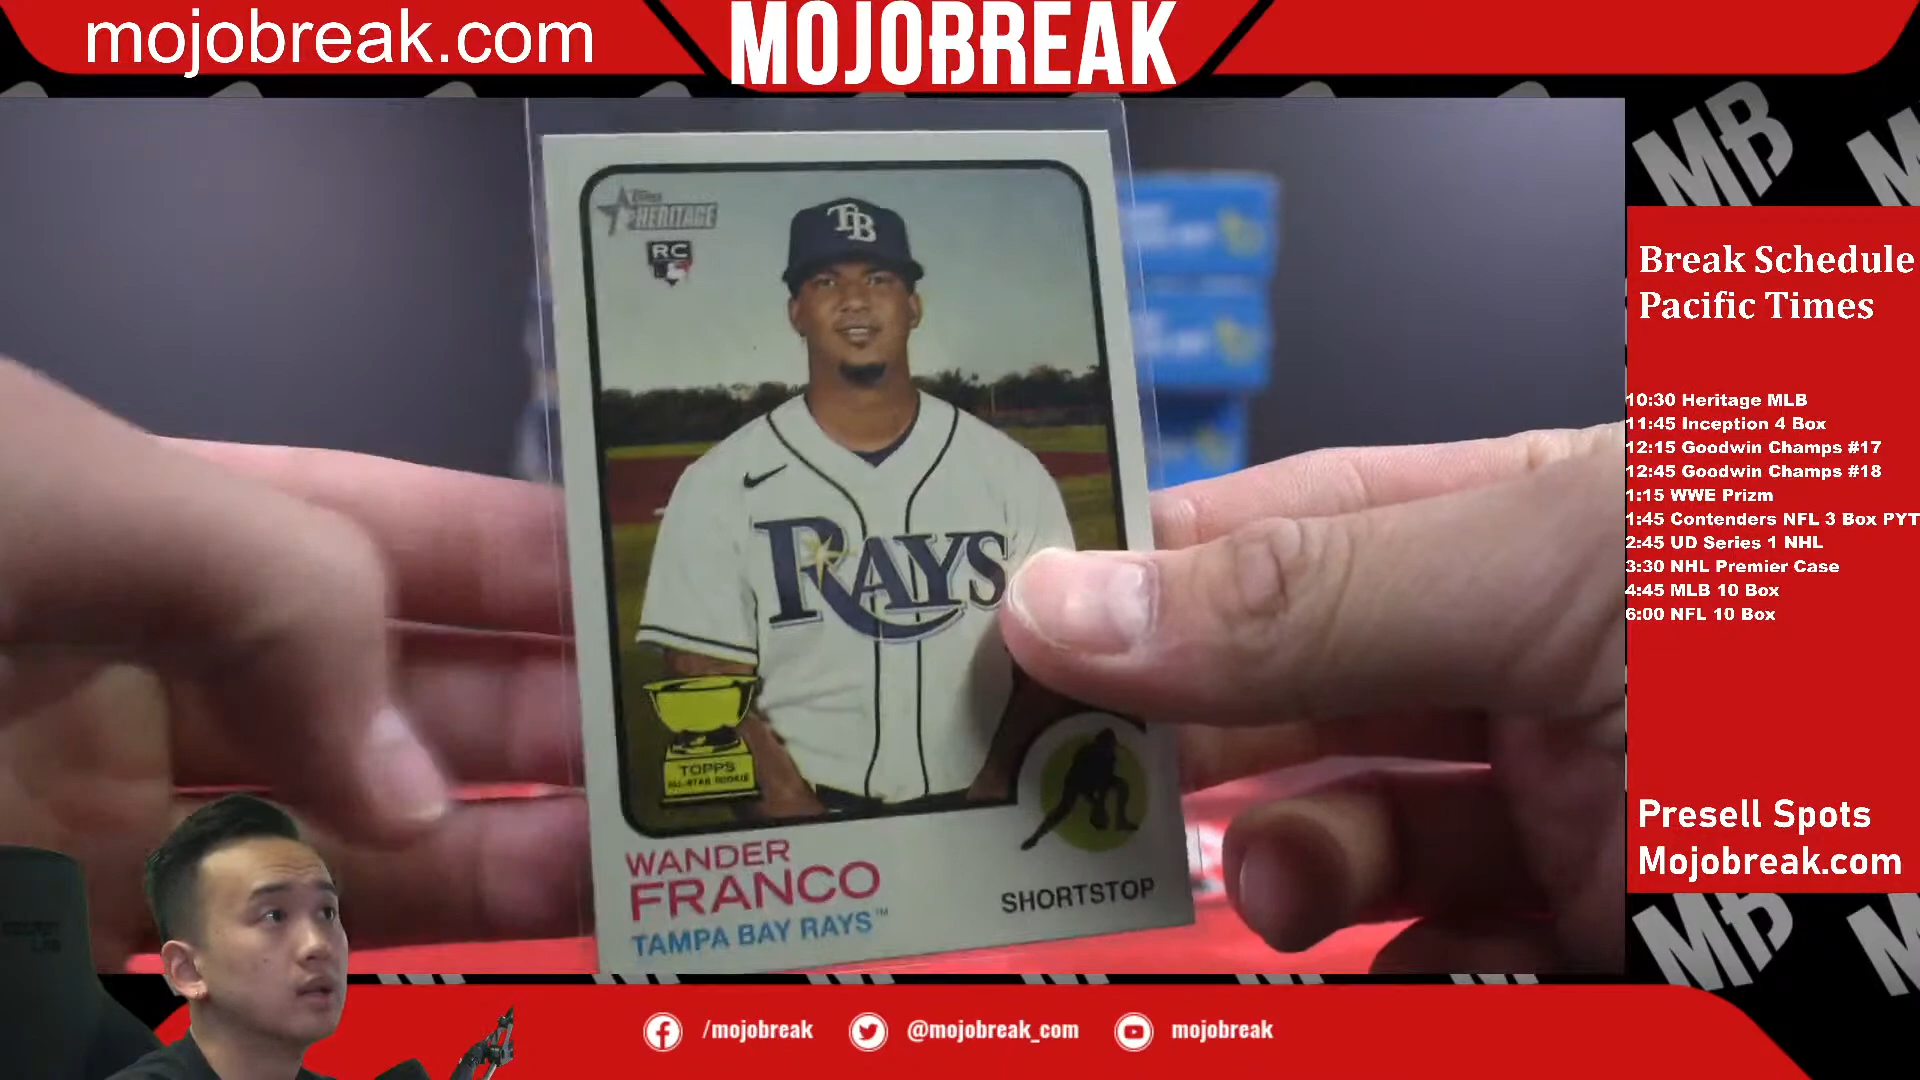 mojobreak.com
MOJOBREAK
MB
Topps
HERITAGE
RC
TB
RAYS
TOPPS
ALL-STAR ROOKIE
WANDER
FRANCO
TAMPA BAY RAYS™
SHORTSTOP
Break Schedule
Pacific Times
10:30 Heritage MLB
11:45 Inception 4 Box
12:15 Goodwin Champs #17
12:45 Goodwin Champs #18
1:15 WWE Prizm
1:45 Contenders NFL 3 Box PYT
2:45 UD Series 1 NHL
3:30 NHL Premier Case
4:45 MLB 10 Box
6:00 NFL 10 Box
Presell Spots
Mojobreak.com
MB
/mojobreak
@mojobreak_com
mojobreak